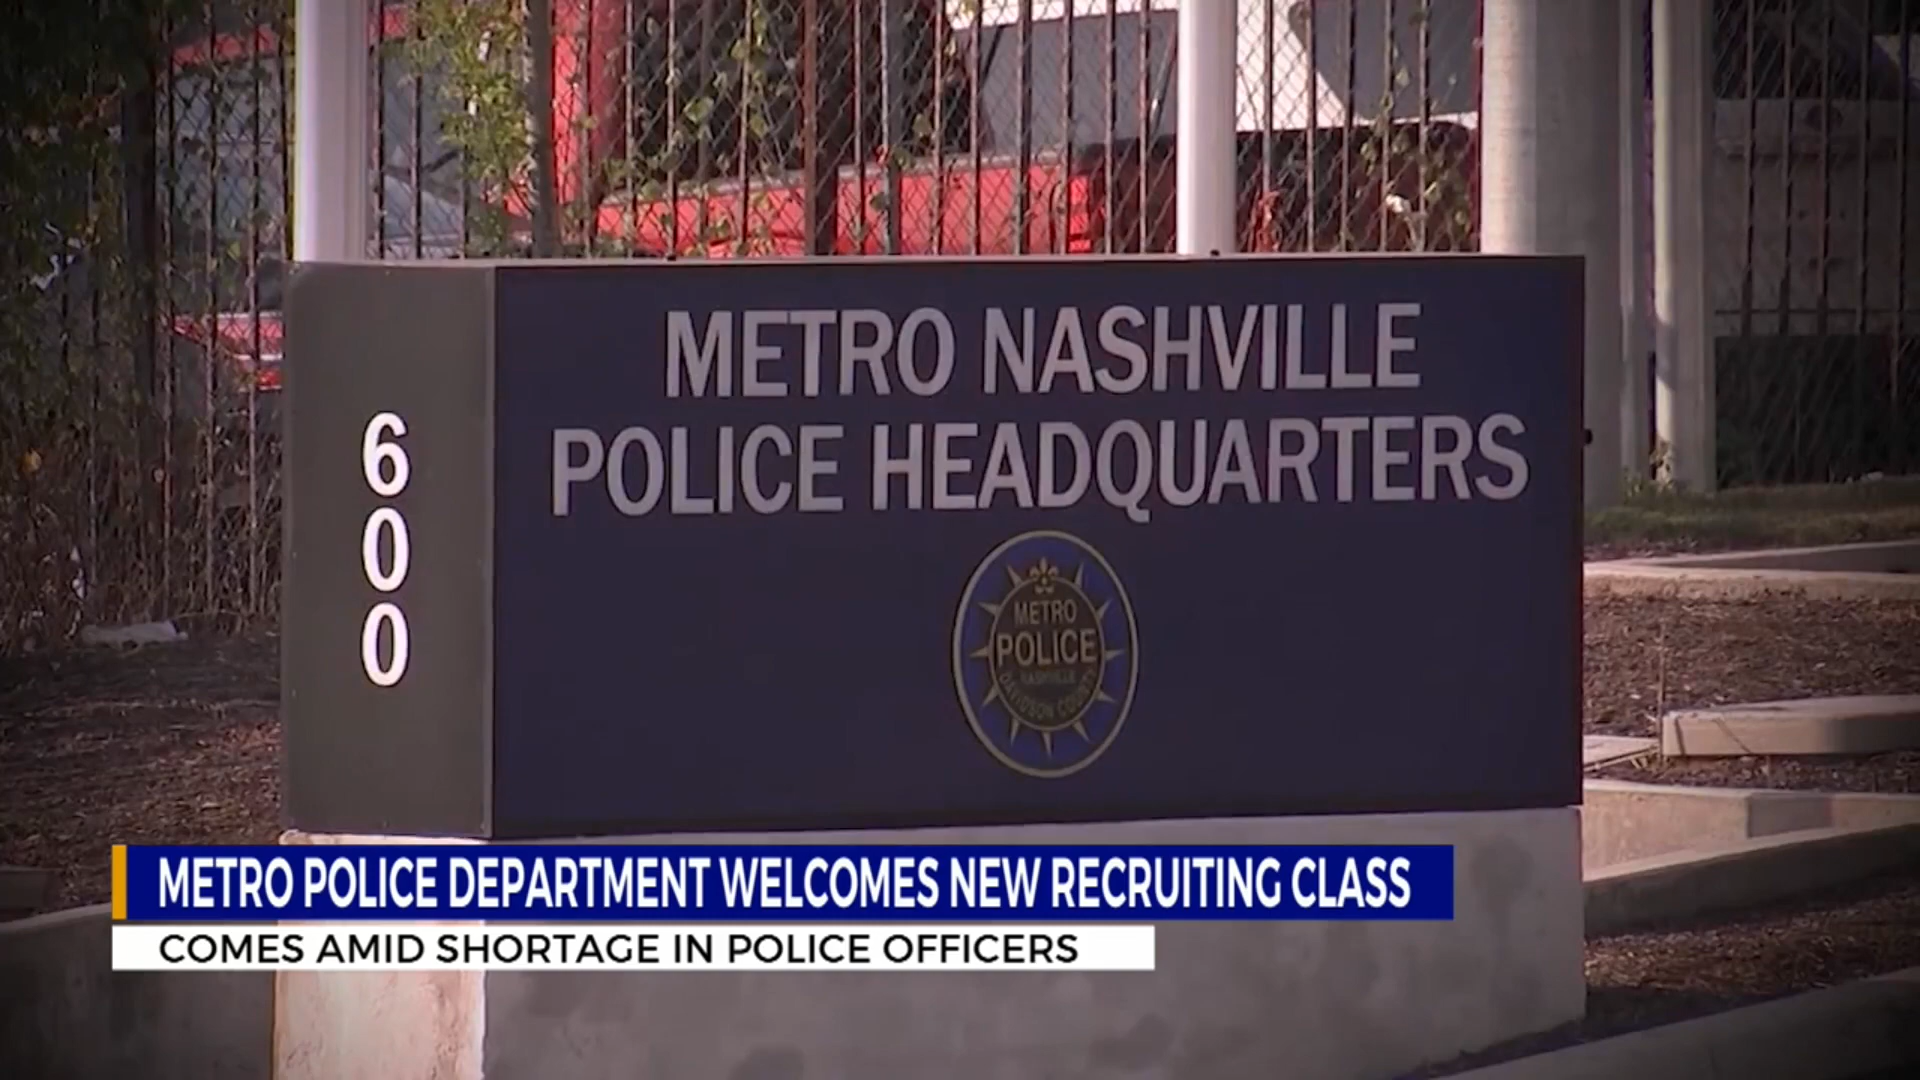 METRO NASHVILLE
POLICE HEADQUARTERS
600
METRO
POLICE
NASHVILLE
DAVIDSON COUNTY
METRO POLICE DEPARTMENT WELCOMES NEW RECRUITING CLASS
COMES AMID SHORTAGE IN POLICE OFFICERS